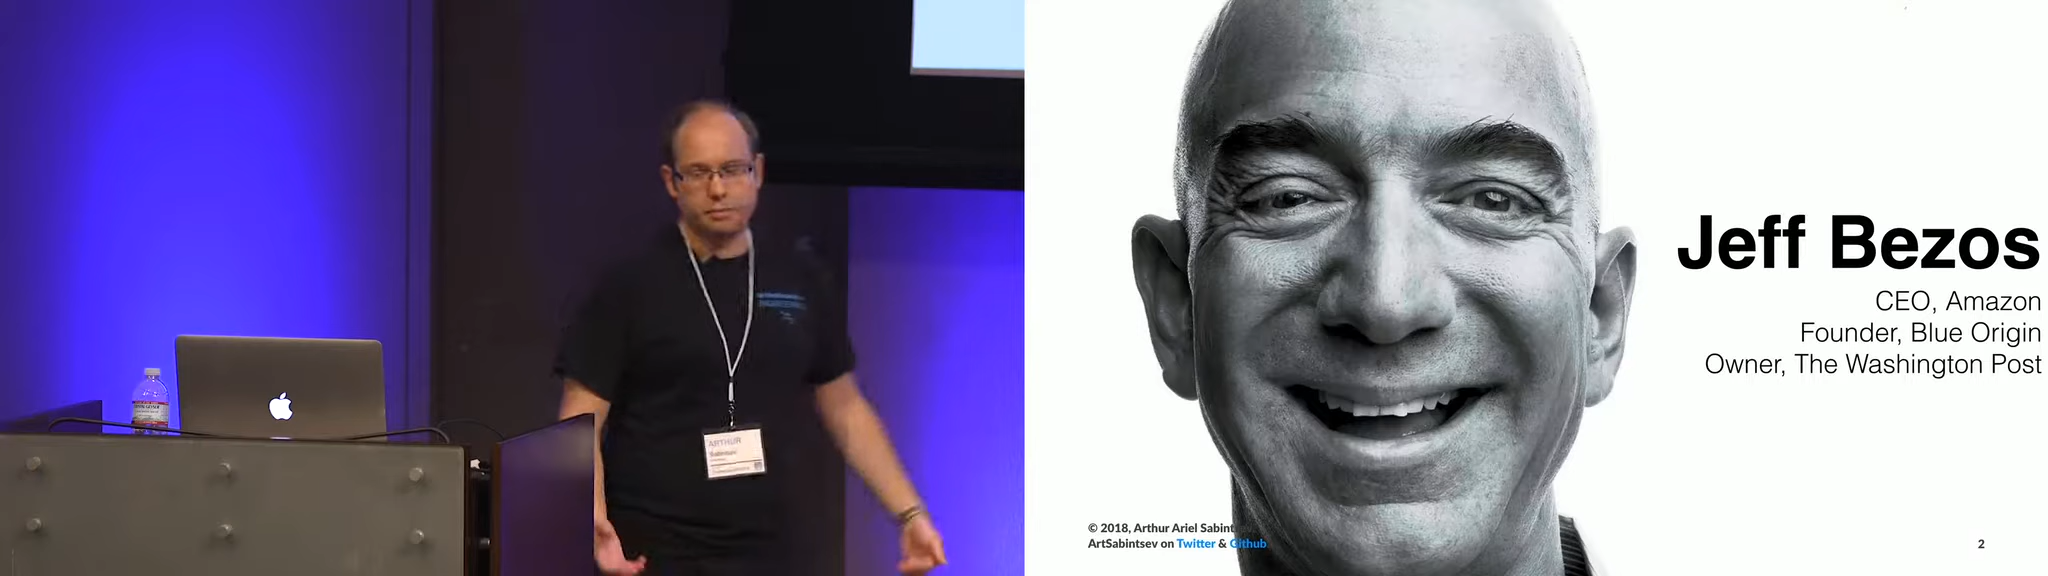 ARTHUR
Sabintsev
Jeff Bezos
CEO, Amazon
Founder, Blue Origin
Owner, The Washington Post
© 2018, Arthur Ariel Sabint
ArtSabintsev on Twitter & Github
2